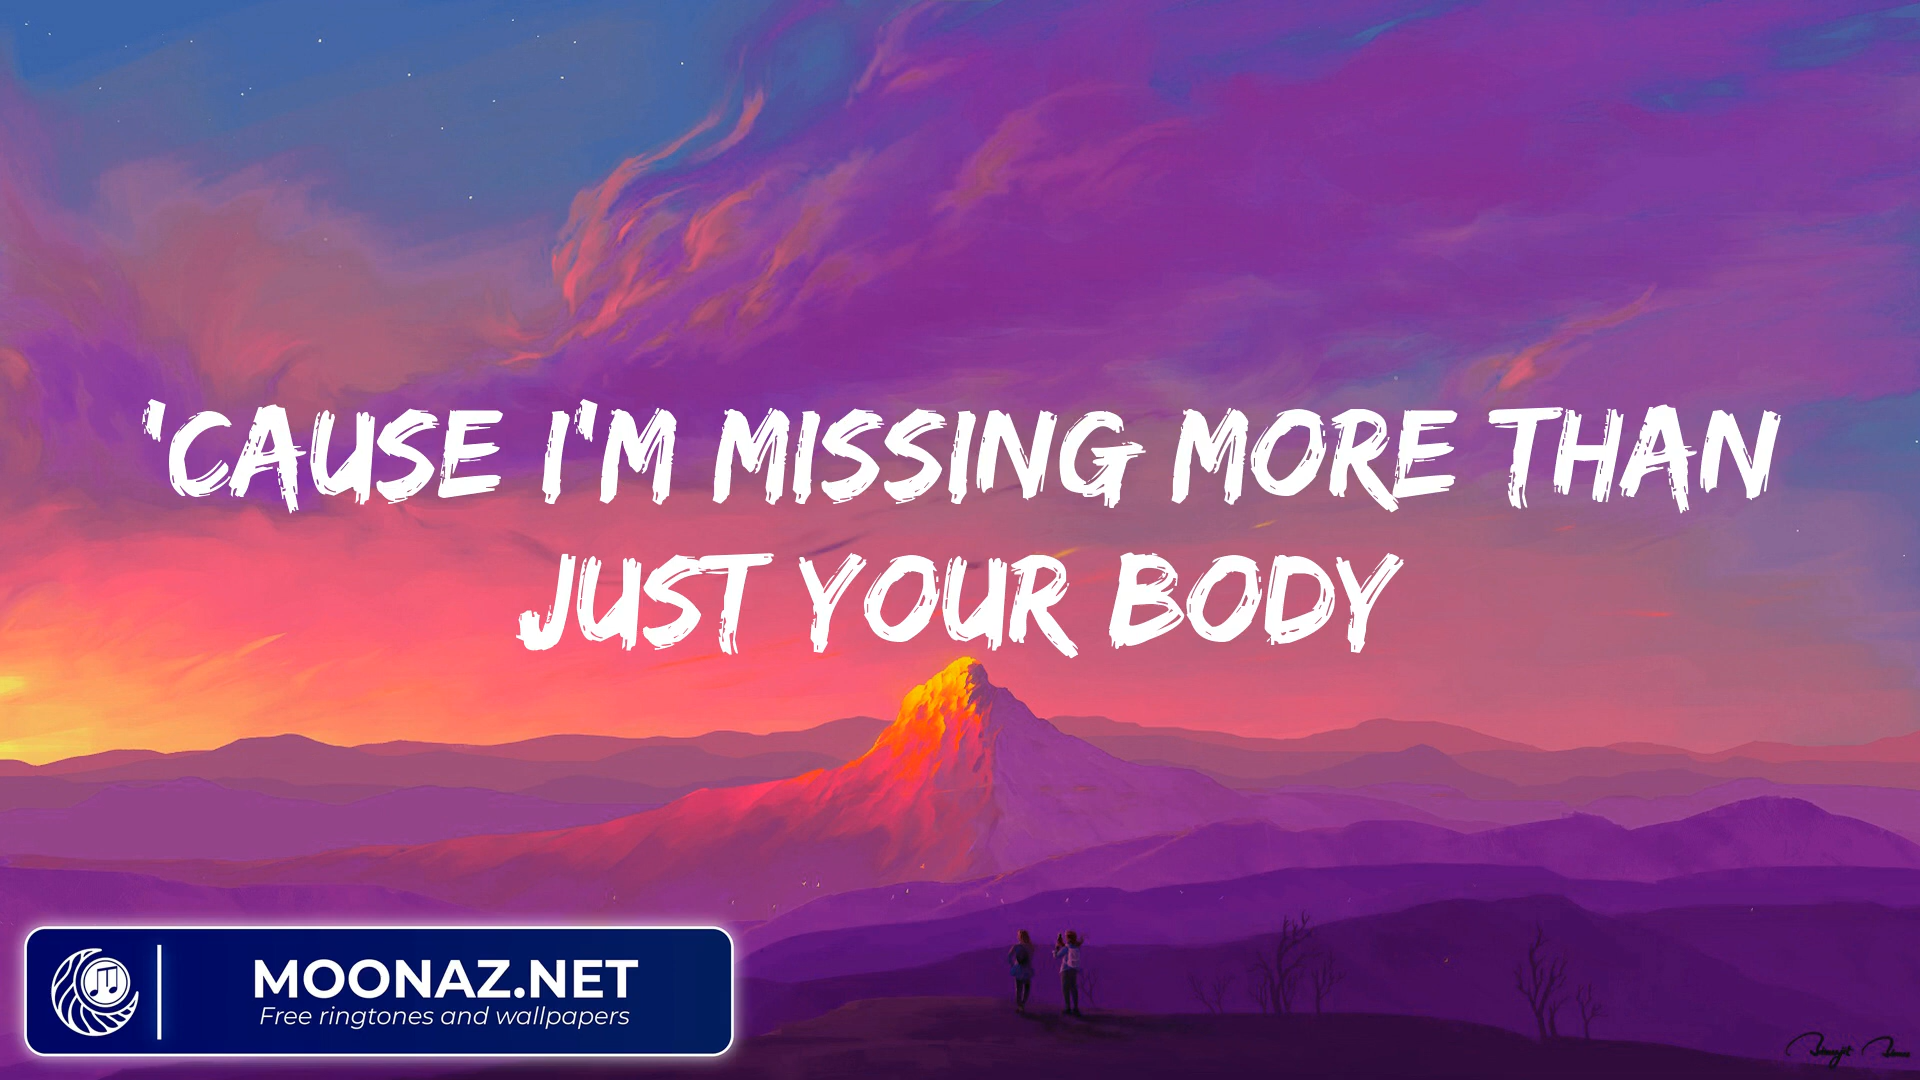 'CAUSE I'M MISSING MORE THAN
JUST YOUR BODY
MOONAZ.NET
Free ringtones and wallpapers